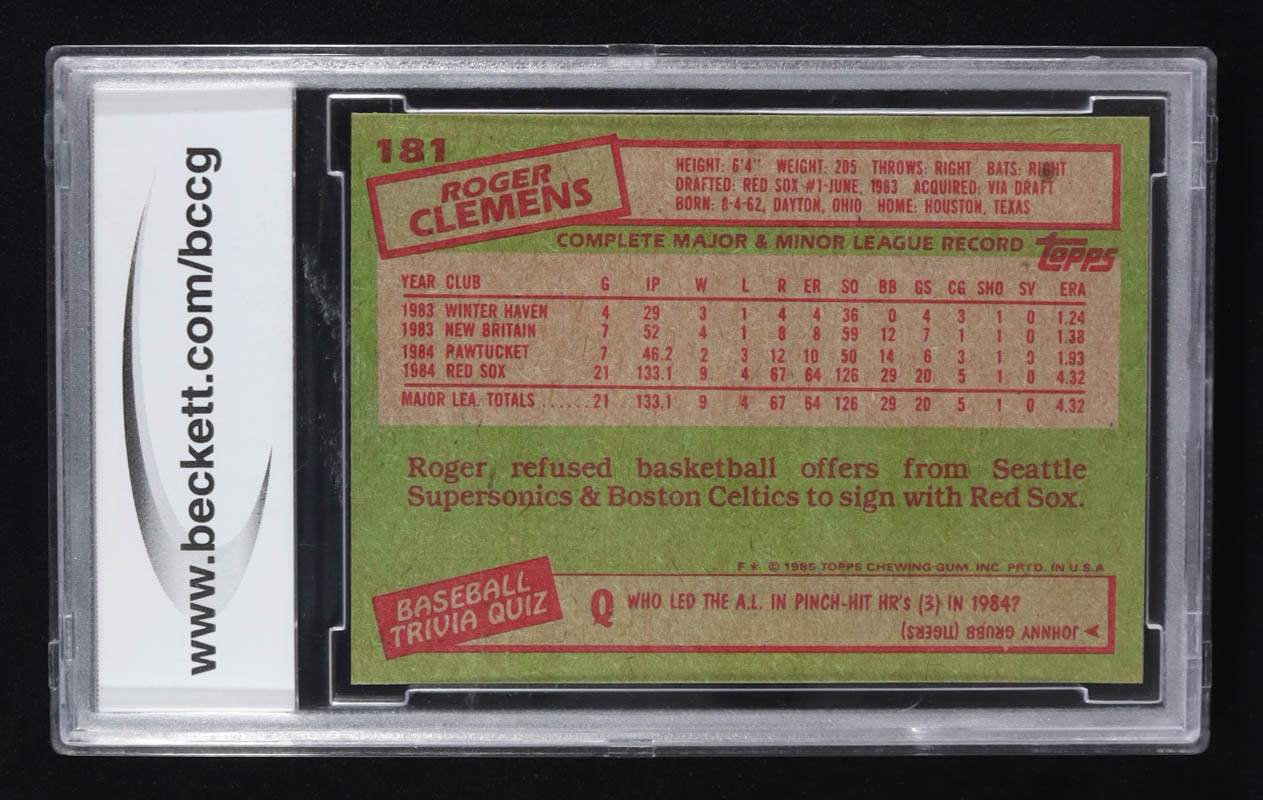 www.beckett.com/bccg
181
ROGER
CLEMENS
HEIGHT: 6'4" WEIGHT: 205 THROWS: RIGHT BATS: RIGHT
DRAFTED: RED SOX #1-JUNE, 1983 ACQUIRED: VIA DRAFT
BORN: 8-4-62, DAYTON, OHIO HOME: HOUSTON, TEXAS
COMPLETE MAJOR & MINOR LEAGUE RECORD topps
YEAR CLUB G IP W L R ER SO BB GS CG SHO SV ERA
1983 WINTER HAVEN 4 29 3 1 4 4 36 0 4 3 1 0 1.24
1983 NEW BRITAIN 7 52 4 1 8 8 59 12 7 1 1 0 1.38
1984 PAWTUCKET 7 46.2 2 3 12 10 50 14 6 3 1 0 1.93
1984 RED SOX 21 133.1 9 4 67 64 126 29 20 5 1 0 4.32
MAJOR LEA. TOTALS ......21 133.1 9 4 67 64 126 29 20 5 1 0 4.32
Roger refused basketball offers from Seattle
Supersonics & Boston Celtics to sign with Red Sox.
F* © 1985 TOPPS CHEWING GUM, INC. PRTD. IN U.S.A
BASEBALL
TRIVIA QUIZ
Q WHO LED THE A.L. IN PINCH-HIT HR's (3) IN 1984?
JOHNNY GRUBB (TIGERS)